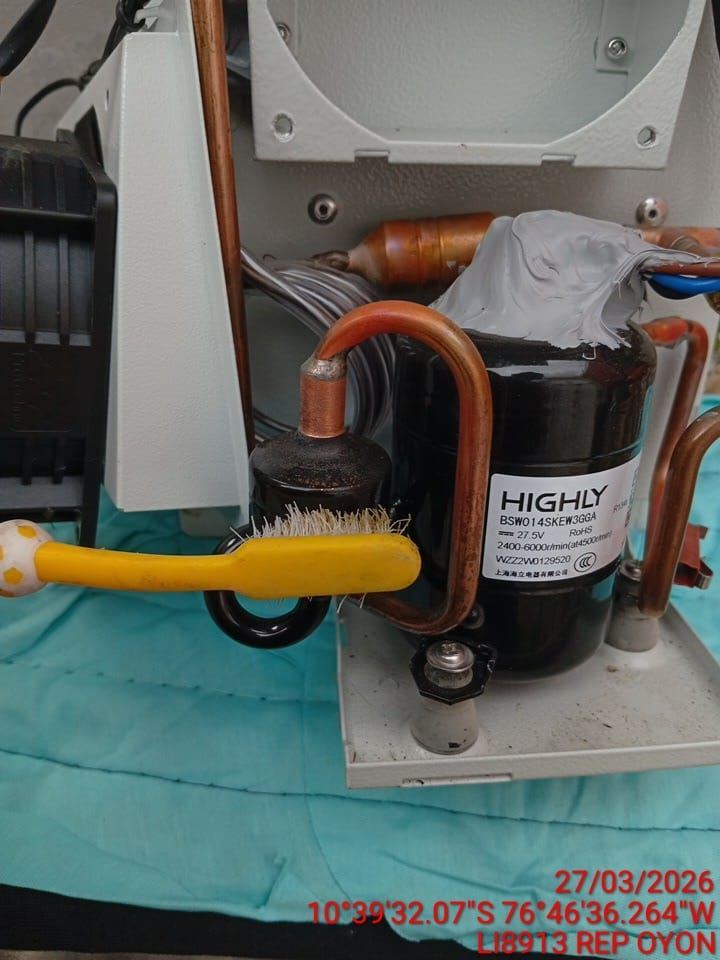 HIGHLY
BSW014SKEW3GGA
27.5V RoHS
2400-6000r/min(at4500r/min)
WZZ2W0129520
CCC
上海海立电器有限公司
27/03/2026
10°39'32.07"S 76°46'36.264"W
LI8913 REP OYON